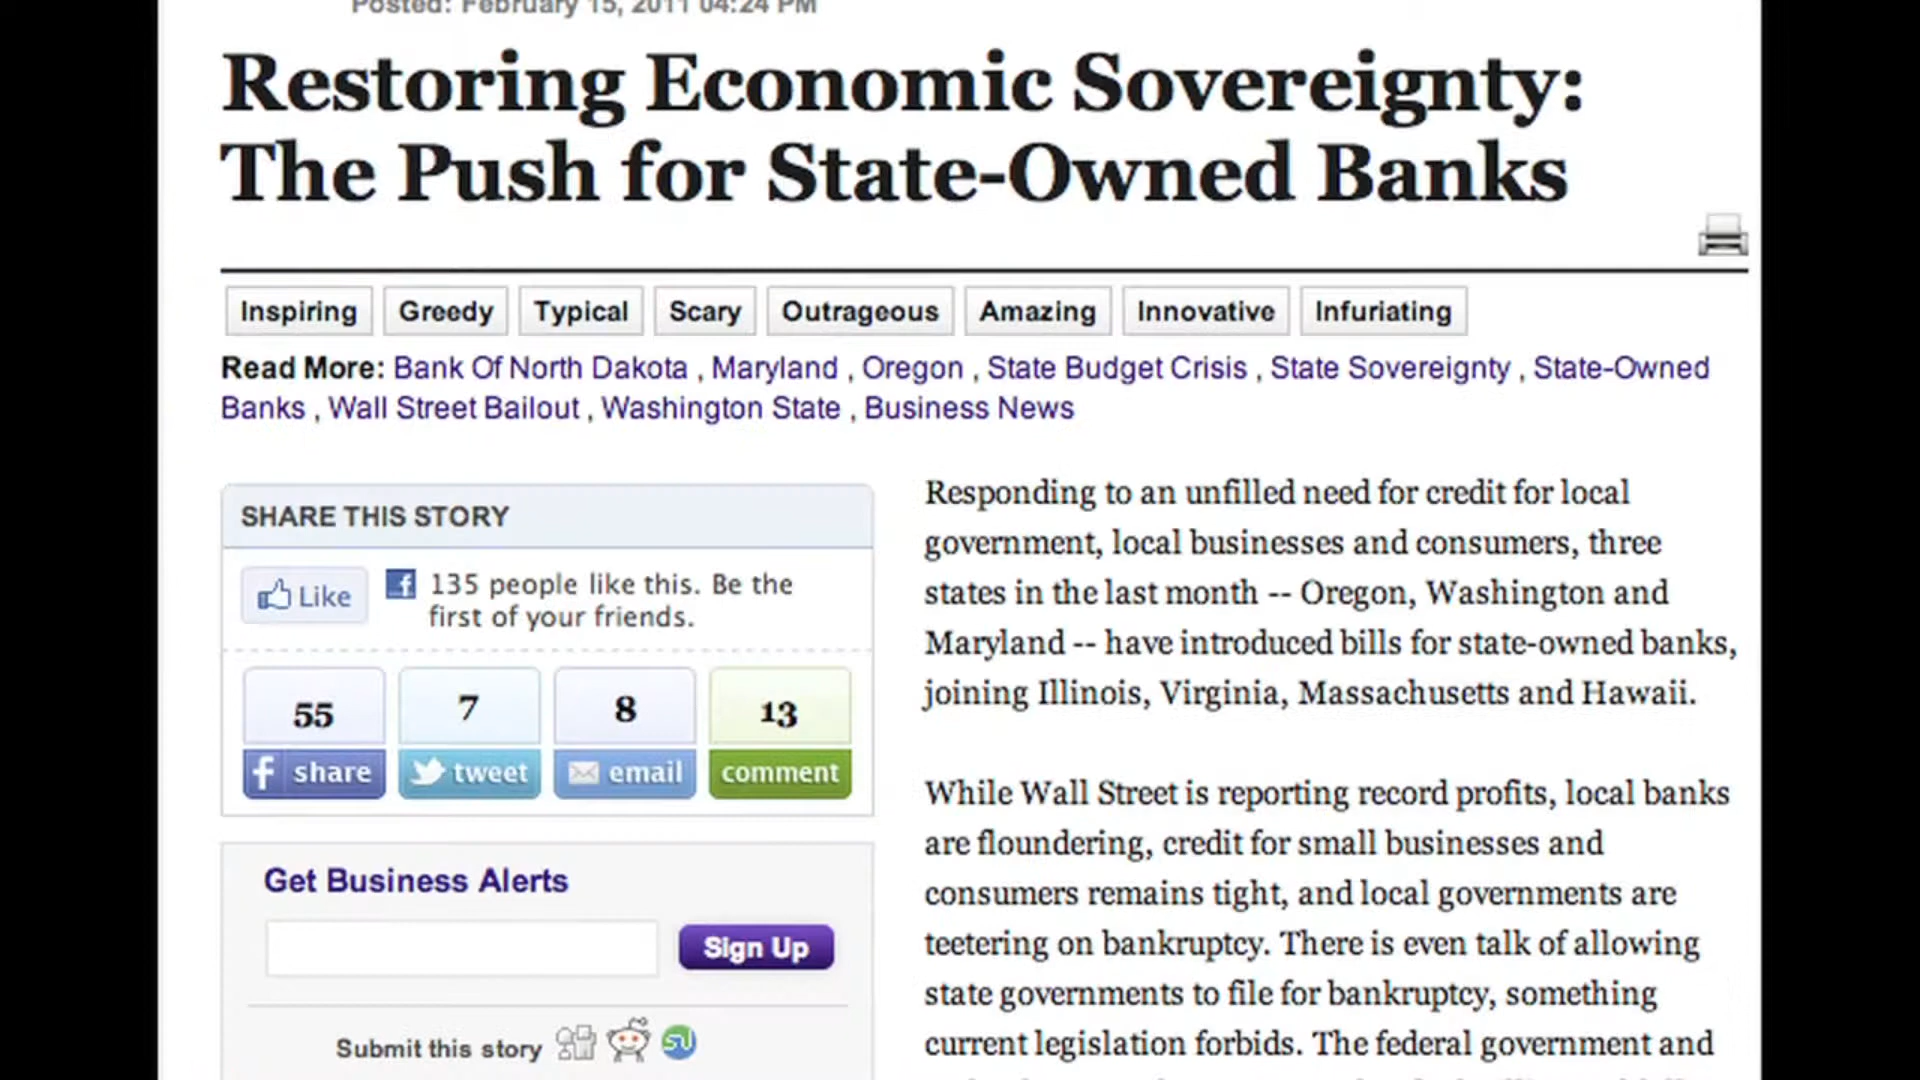 Posted: February 15, 2011 04:24 PM
Restoring Economic Sovereignty:
The Push for State-Owned Banks
Inspiring Greedy Typical Scary Outrageous Amazing Innovative Infuriating
Read More: Bank Of North Dakota , Maryland , Oregon , State Budget Crisis , State Sovereignty , State-Owned
Banks , Wall Street Bailout , Washington State , Business News
SHARE THIS STORY
Like
135 people like this. Be the
first of your friends.
55 7 8 13
f share tweet email comment
Get Business Alerts
Sign Up
Submit this story
Responding to an unfilled need for credit for local
government, local businesses and consumers, three
states in the last month -- Oregon, Washington and
Maryland -- have introduced bills for state-owned banks,
joining Illinois, Virginia, Massachusetts and Hawaii.
While Wall Street is reporting record profits, local banks
are floundering, credit for small businesses and
consumers remains tight, and local governments are
teetering on bankruptcy. There is even talk of allowing
state governments to file for bankruptcy, something
current legislation forbids. The federal government and